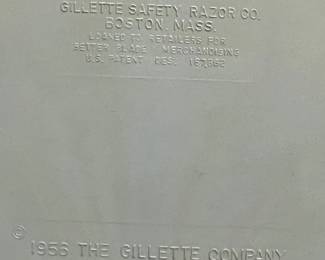 GILLETTE SAFETY RAZOR CO.
BOSTON, MASS.
LOANED TO RETAILERS FOR
BETTER BLADE MERCHANDISING
U.S. PATENT DES.
© 1956 THE GILLETTE COMPANY